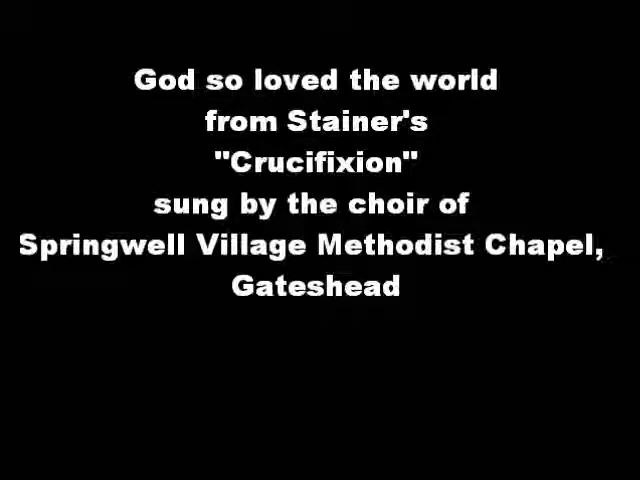 God so loved the world
from Stainer's
"Crucifixion"
sung by the choir of
Springwell Village Methodist Chapel,
Gateshead